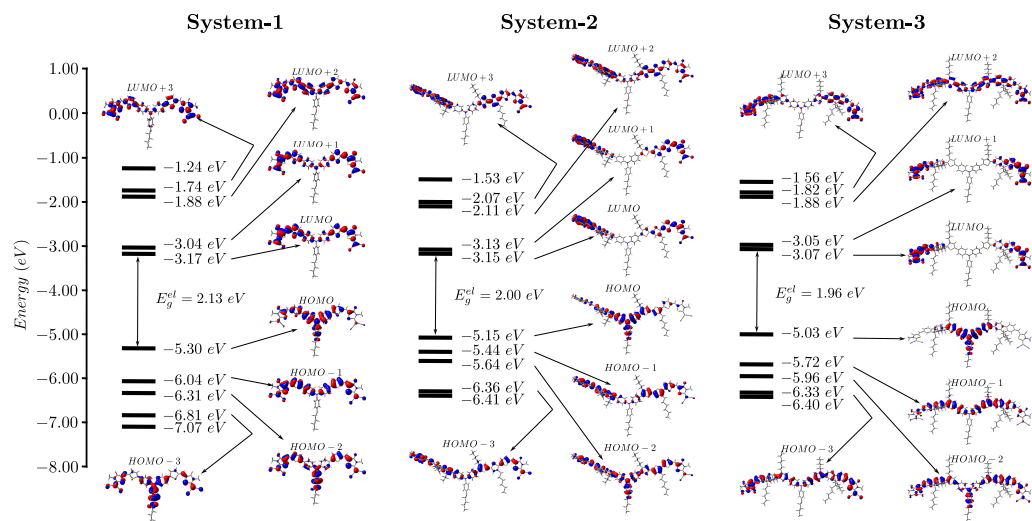 System-1
System-2
System-3
Energy (eV)
1.00
0.00
−1.00
−2.00
−3.00
−4.00
−5.00
−6.00
−7.00
−8.00
LUMO+3
LUMO+2
LUMO+1
LUMO
HOMO
HOMO-1
HOMO-2
HOMO-3
−1.24 eV
−1.74 eV
−1.88 eV
−3.04 eV
−3.17 eV
E_g^{el} = 2.13 eV
−5.30 eV
−6.04 eV
−6.31 eV
−6.81 eV
−7.07 eV
LUMO+3
LUMO+2
LUMO+1
LUMO
HOMO
HOMO-1
HOMO-2
HOMO-3
−1.53 eV
−2.07 eV
−2.11 eV
−3.13 eV
−3.15 eV
E_g^{el} = 2.00 eV
−5.15 eV
−5.44 eV
−5.64 eV
−6.36 eV
−6.41 eV
LUMO+3
LUMO+2
LUMO+1
LUMO
HOMO
HOMO-1
HOMO-2
HOMO-3
−1.56 eV
−1.82 eV
−1.88 eV
−3.05 eV
−3.07 eV
E_g^{el} = 1.96 eV
−5.03 eV
−5.72 eV
−5.96 eV
−6.33 eV
−6.40 eV